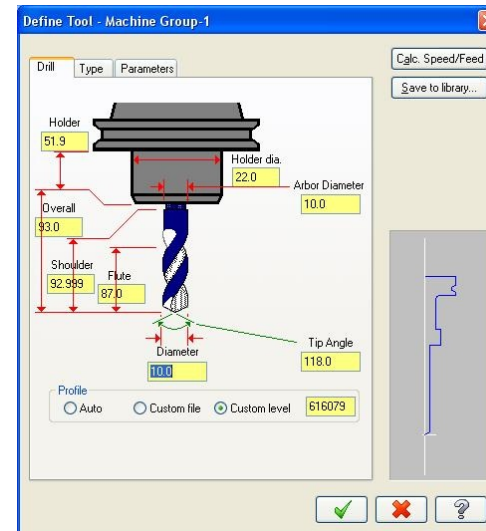 Define Tool - Machine Group-1
Drill Type Parameters
Calc. Speed/Feed
Save to library...
Holder
51.9
Holder dia.
22.0
Arbor Diameter
10.0
Overall
93.0
Shoulder
92.999
Flute
87.0
Diameter
10.0
Tip Angle
118.0
Profile
Auto Custom file Custom level 616079